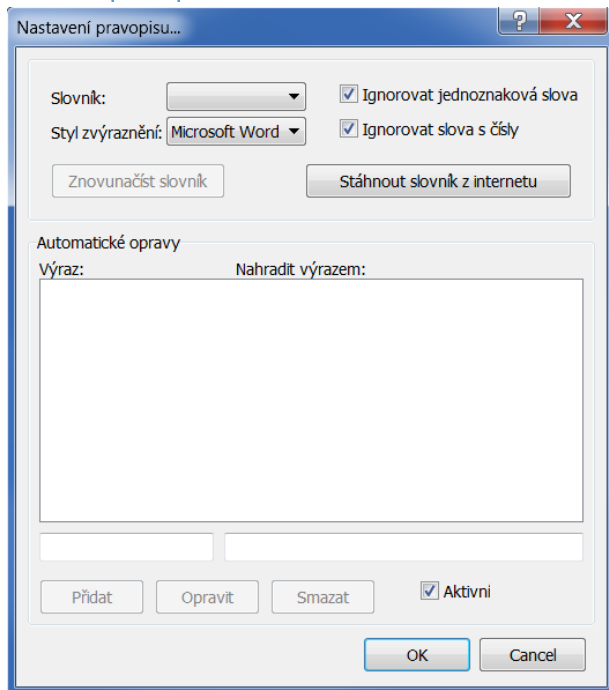 Nastavení pravopisu...
Slovník:
Ignorovat jednoznaková slova
Styl zvýraznění: Microsoft Word
Ignorovat slova s čísly
Znovunačíst slovník
Stáhnout slovník z internetu
Automatické opravy
Výraz: Nahradit výrazem:
Přidat Opravit Smazat Aktivni
OK Cancel